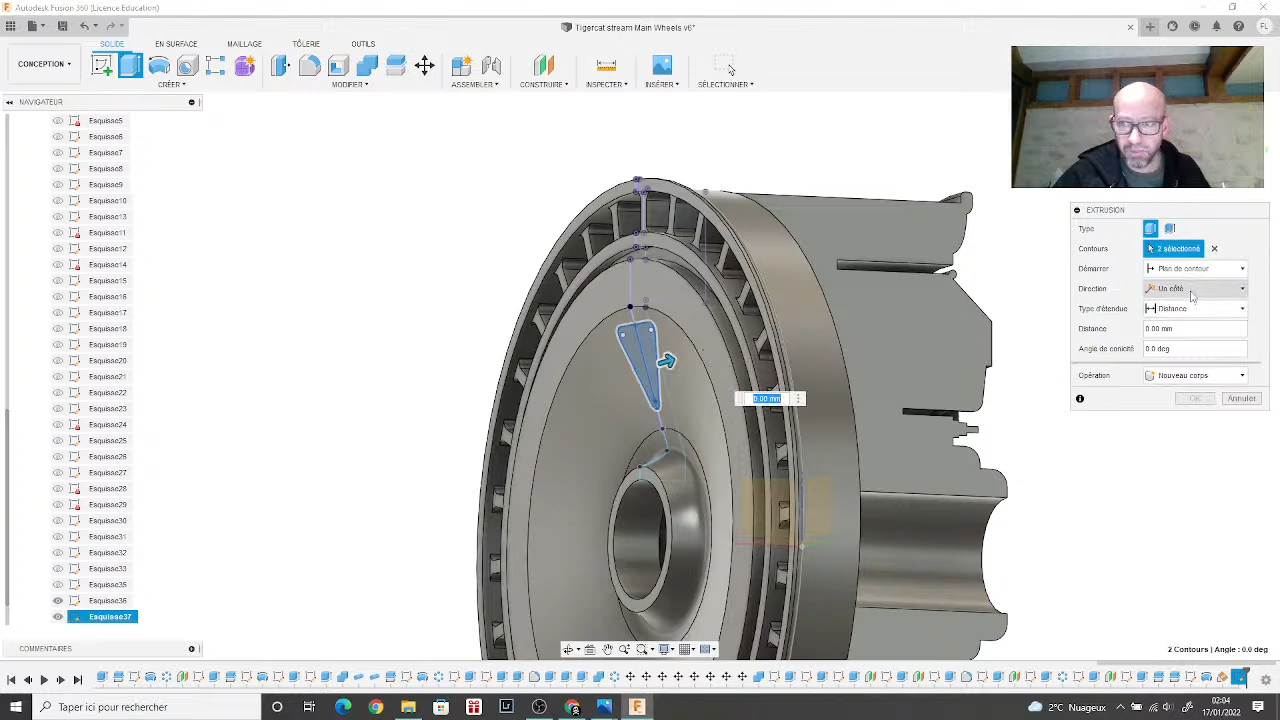 Autodesk Fusion 360 (Licence Education)
Tigercat stream Main Wheels v6*
FL
SOLIDE
EN SURFACE
MAILLAGE
TÔLERIE
OUTILS
CONCEPTION
CRÉER
MODIFIER
ASSEMBLER
CONSTRUIRE
INSPECTER
INSÉRER
SÉLECTIONNER
NAVIGATEUR
Esquisse5
Esquisse6
Esquisse7
Esquisse8
Esquisse9
Esquisse10
Esquisse13
Esquisse11
Esquisse12
Esquisse14
Esquisse15
Esquisse16
Esquisse17
Esquisse18
Esquisse19
Esquisse20
Esquisse21
Esquisse22
Esquisse23
Esquisse24
Esquisse25
Esquisse26
Esquisse27
Esquisse28
Esquisse29
Esquisse30
Esquisse31
Esquisse32
Esquisse33
Esquisse35
Esquisse36
Esquisse37
COMMENTAIRES
EXTRUSION
Type
Contours
2 sélectionné
Démarrer
Plan de contour
Direction
Un côté
Type d'étendue
Distance
Distance
0.00 mm
Angle de conicité
0.0 deg
Opération
Nouveau corps
OK
Annuler
0.00 mm
2 Contours | Angle : 0.0 deg
Taper ici pour rechercher
2°C Nuageux
02:04
17/01/2022